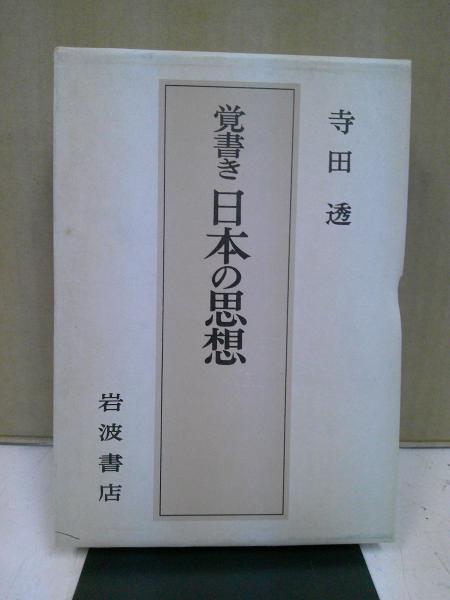 寺田 透
覚書き 日本の思想
岩波書店